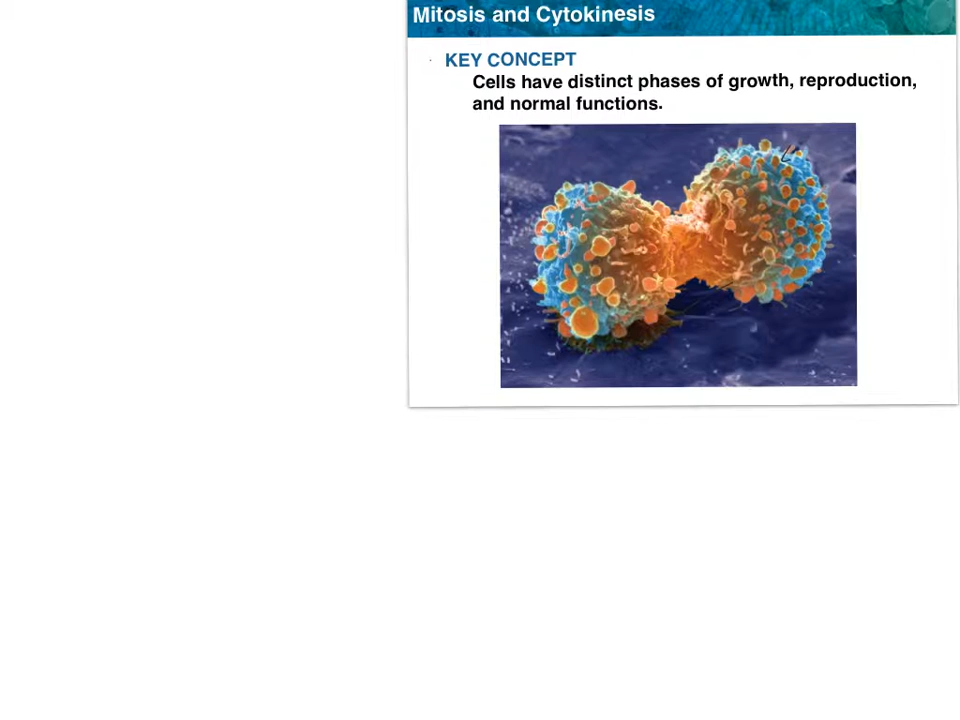 Mitosis and Cytokinesis
KEY CONCEPT
Cells have distinct phases of growth, reproduction,
and normal functions.